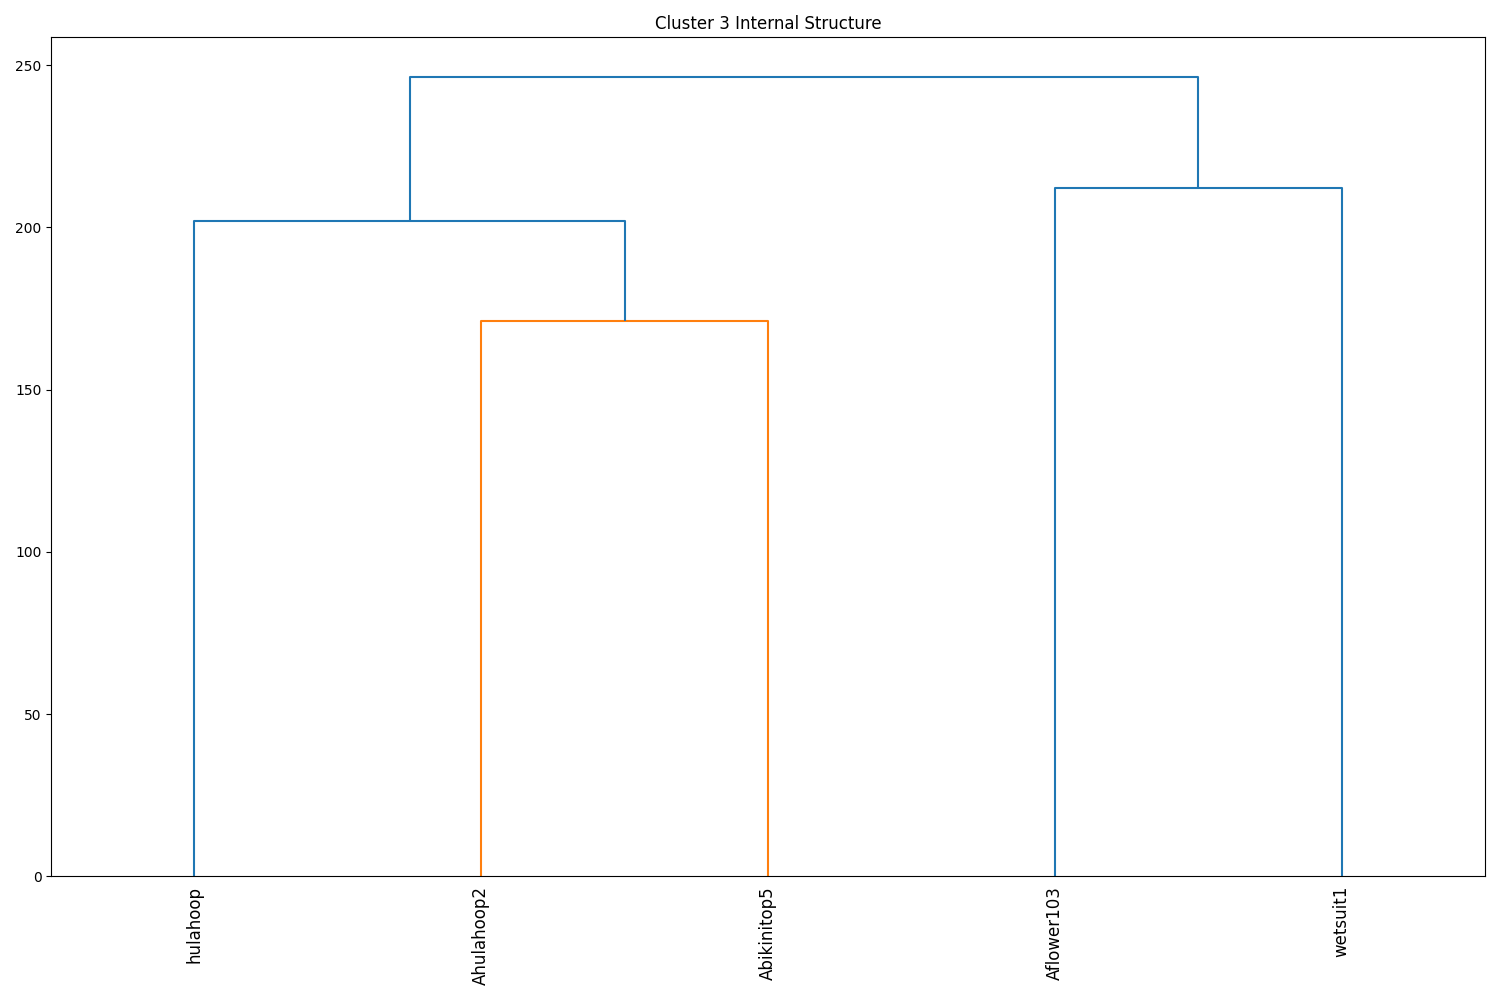 Cluster 3 Internal Structure
250
200
150
100
50
0
hulahoop
Ahulahoop2
Abikinitop5
Aflower103
wetsuit1